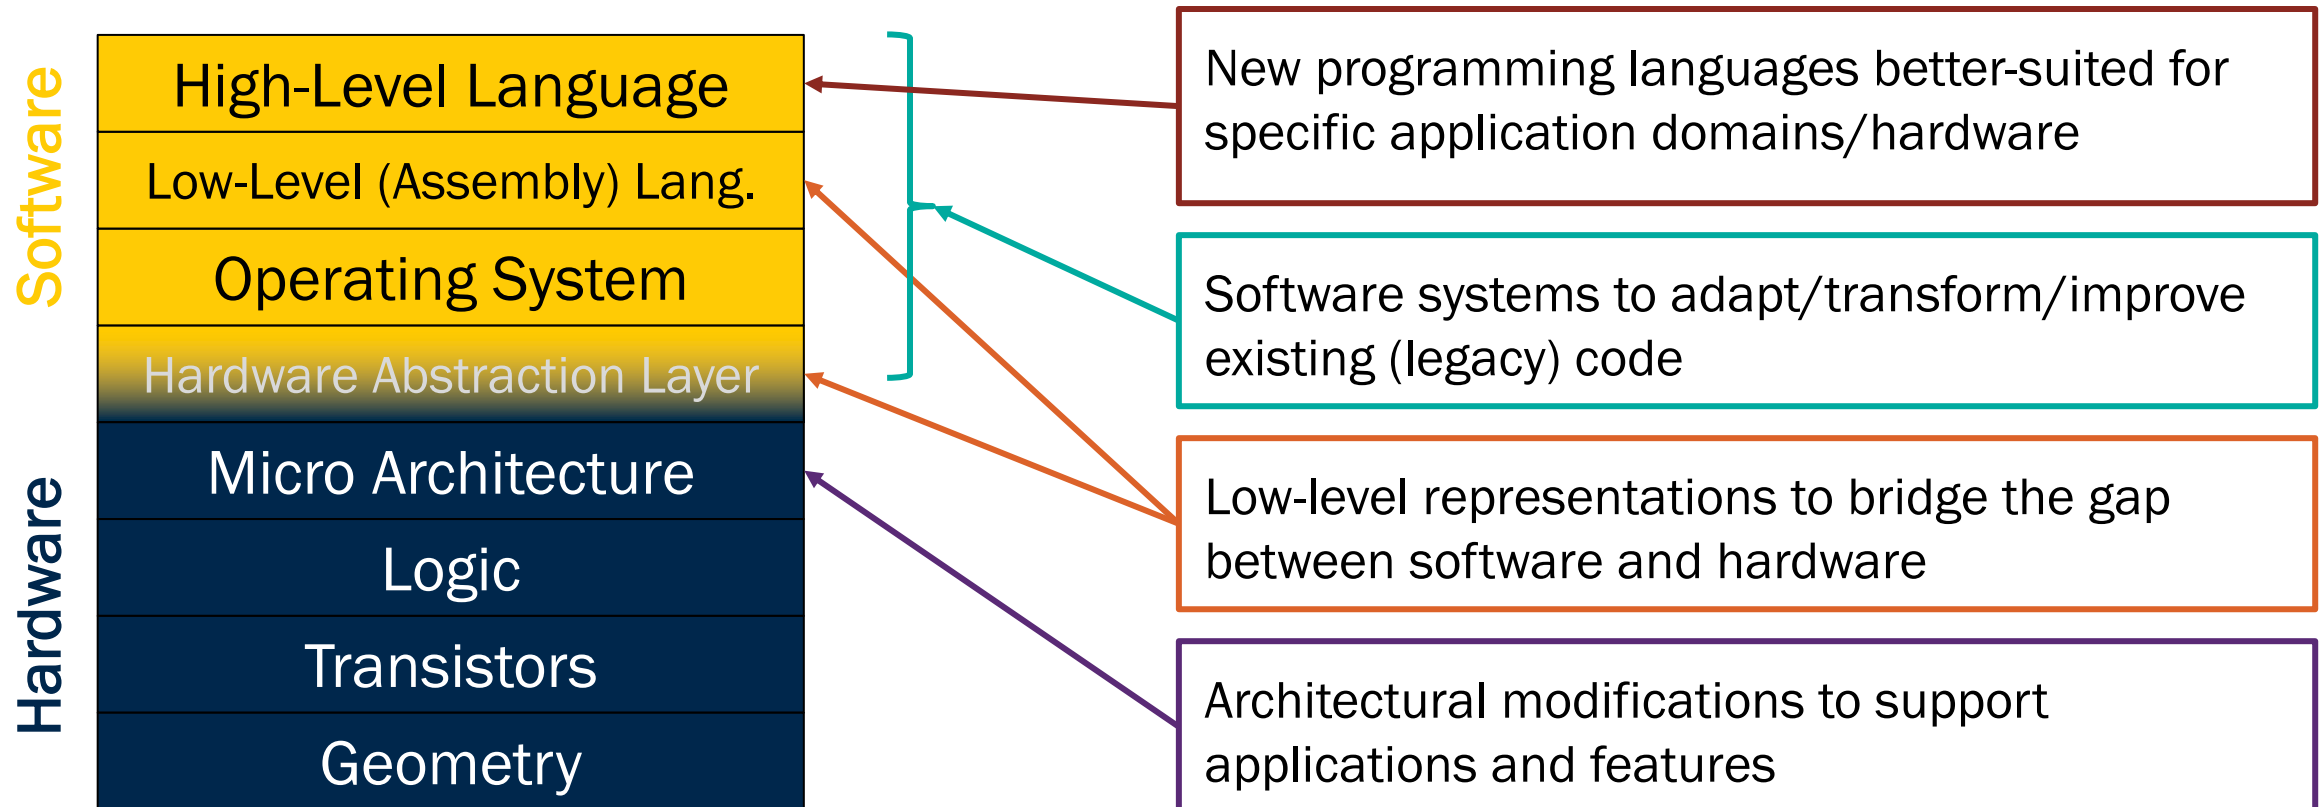 Software
High-Level Language
Low-Level (Assembly) Lang.
Operating System
Hardware Abstraction Layer
Hardware
Micro Architecture
Logic
Transistors
Geometry
New programming languages better-suited for
specific application domains/hardware
Software systems to adapt/transform/improve
existing (legacy) code
Low-level representations to bridge the gap
between software and hardware
Architectural modifications to support
applications and features